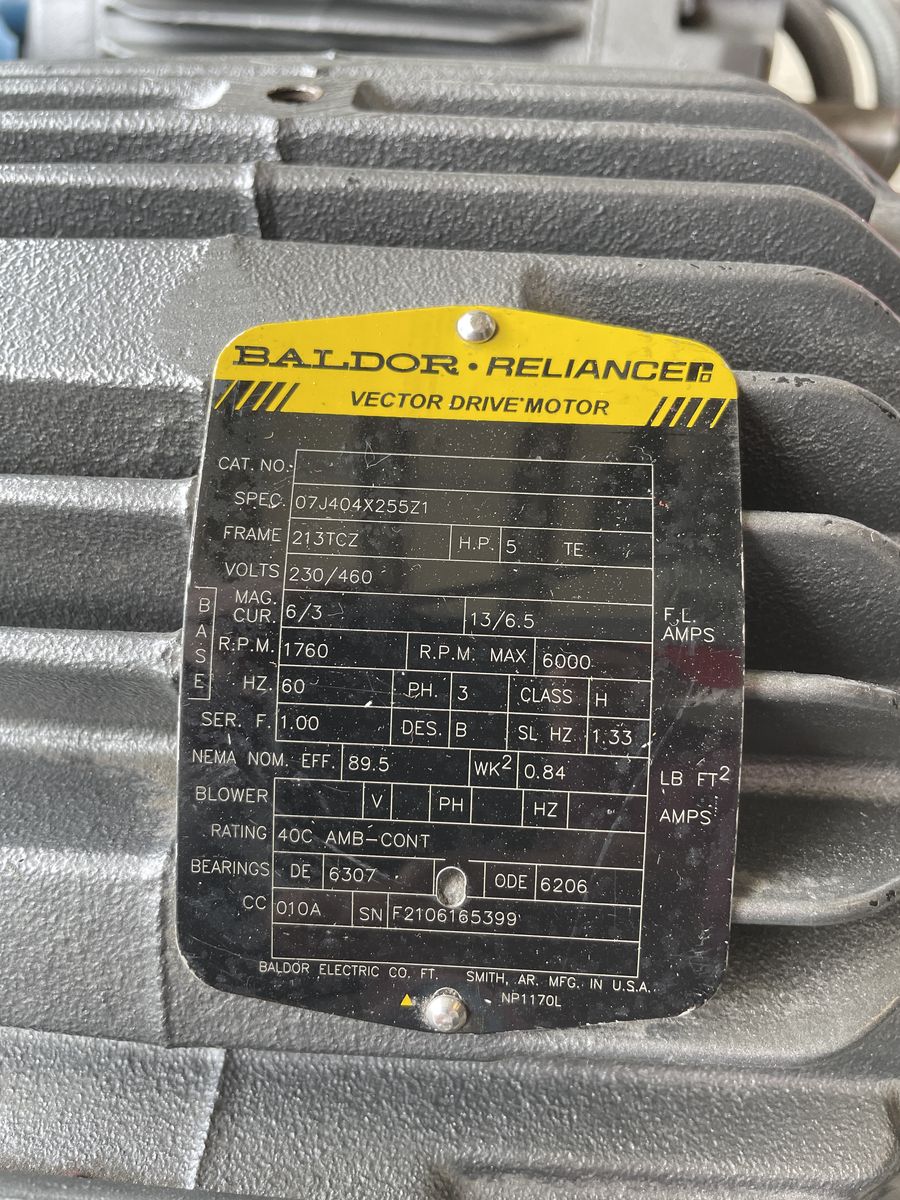 BALDOR • RELIANCE
VECTOR DRIVE MOTOR
CAT. NO.
SPEC. 07J404X255Z1
FRAME 213TCZ H.P. 5 TE
VOLTS 230/460
MAG. CUR. 6/3 13/6.5 F.L. AMPS
BASE
R.P.M. 1760 R.P.M. MAX 6000
HZ. 60 PH. 3 CLASS H
SER. F. 1.00 DES. B SL HZ 1.33
NEMA NOM. EFF. 89.5 WK² 0.84 LB FT²
BLOWER V PH HZ AMPS
RATING 40C AMB-CONT
BEARINGS DE 6307 ODE 6206
CC 010A SN F2106165399
BALDOR ELECTRIC CO. FT. SMITH, AR. MFG. IN U.S.A.
NP1170L